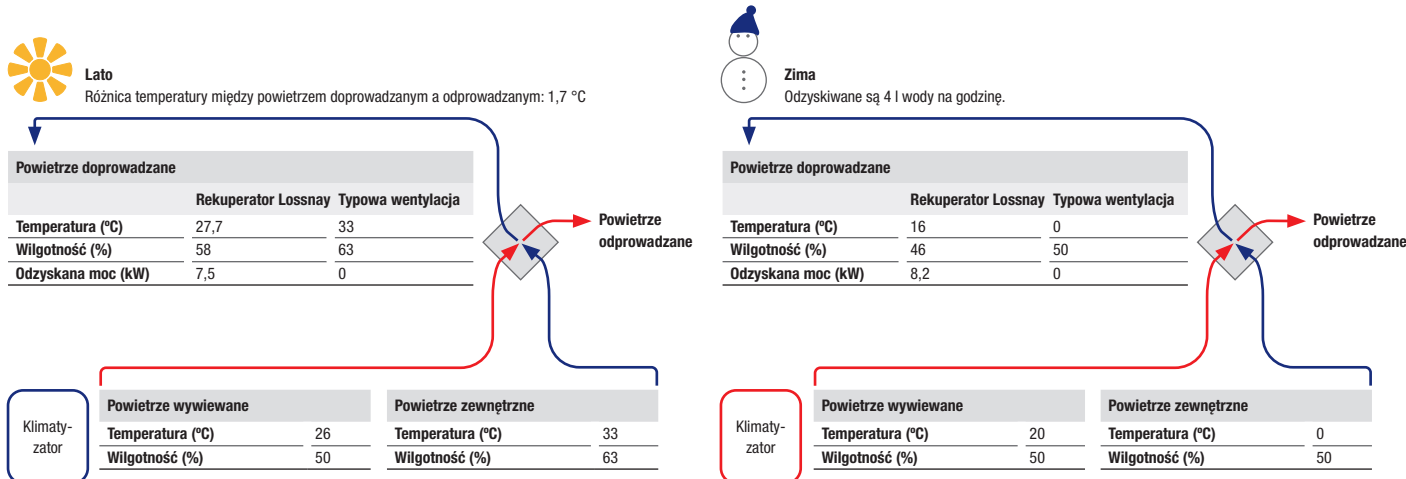 Lato
Różnica temperatury między powietrzem doprowadzanym a odprowadzanym: 1,7 °C
Powietrze doprowadzane
Rekuperator Lossnay Typowa wentylacja
Temperatura (ºC) 27,7 33
Wilgotność (%) 58 63
Odzyskana moc (kW) 7,5 0
Powietrze
odprowadzane
Klimaty-
zator
Powietrze wywiewane
Temperatura (ºC) 26
Wilgotność (%) 50
Powietrze zewnętrzne
Temperatura (ºC) 33
Wilgotność (%) 63
Zima
Odzyskiwane są 4 l wody na godzinę.
Powietrze doprowadzane
Rekuperator Lossnay Typowa wentylacja
Temperatura (ºC) 16 0
Wilgotność (%) 46 50
Odzyskana moc (kW) 8,2 0
Powietrze
odprowadzane
Klimaty-
zator
Powietrze wywiewane
Temperatura (ºC) 20
Wilgotność (%) 50
Powietrze zewnętrzne
Temperatura (ºC) 0
Wilgotność (%) 50